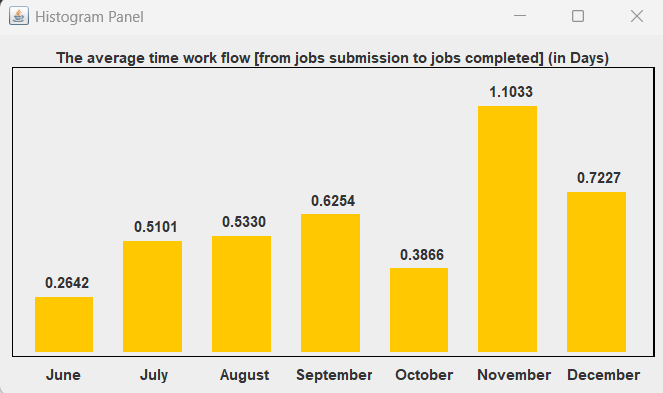 Histogram Panel
The average time work flow [from jobs submission to jobs completed] (in Days)
1.1033
0.7227
0.6254
0.5330
0.5101
0.3866
0.2642
June July August September October November December